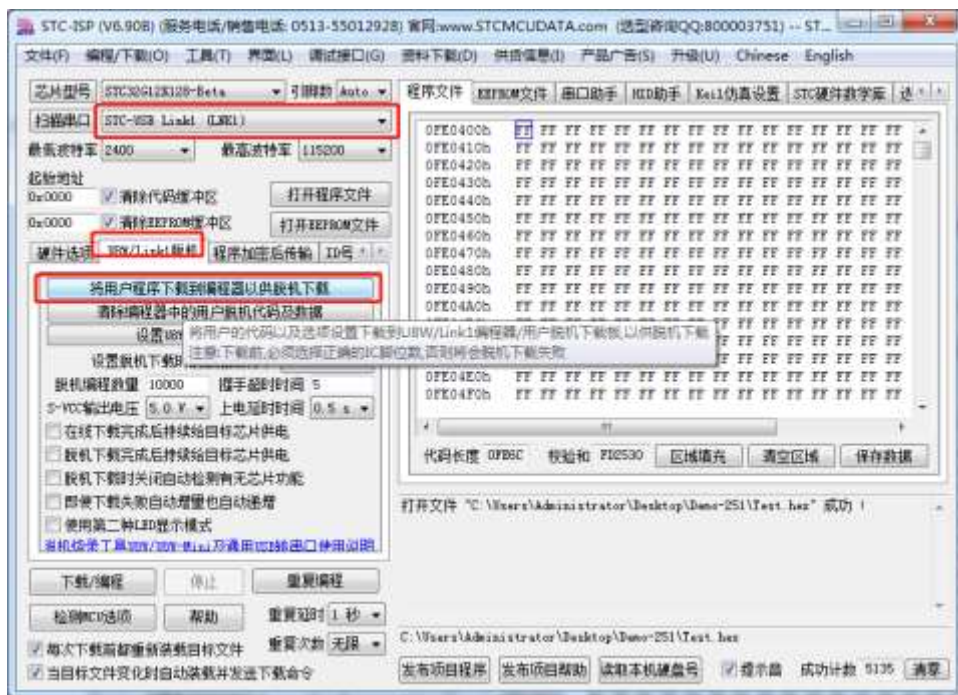 STC-ISP (V6.90B) (服务电话/销售电话: 0513-55012928) 官网:www.STCMCUDATA.com (选型咨询QQ:800003751) -- ST...
文件(F) 编程/下载(O) 工具(T) 界面(L) 调试接口(G) 资料下载(D) 供货信息(I) 产品广告(S) 升级(U) Chinese English
芯片型号 STC32G12K128-Beta 引脚数 Auto
扫描串口 STC-USB Link1 (LNK1)
最低波特率 2400 最高波特率 115200
起始地址
0x0000 清除代码缓冲区 打开程序文件
0x0000 清除EEPROM缓冲区 打开EEPROM文件
硬件选项 U8W/Link1脱机 程序加密后传输 ID号
将用户程序下载到编程器以供脱机下载
清除编程器中的用户脱机代码及数据
设置U8W
设置脱机下载
脱机编程数量 10000 握手超时时间 5
S-VCC输出电压 5.0 V 上电延时时间 0.5 s
在线下载完成后持续给目标芯片供电
脱机下载完成后持续给目标芯片供电
脱机下载时关闭自动检测有无芯片功能
即便下载失败自动增量也自动递增
使用第二种LED显示模式
脱机烧录工具U8W/U8W-Mini及通用USB转串口使用说明
下载/编程 停止 重复编程
检测MCU选项 帮助 重复延时 1 秒
重复次数 无限
每次下载前都重新装载目标文件
当目标文件变化时自动装载并发送下载命令
程序文件 EEPROM文件 串口助手 HID助手 Keil仿真设置 STC硬件数学库 选
0FE0400h FF FF FF FF FF FF FF FF FF FF FF FF FF FF FF FF
0FE0410h FF FF FF FF FF FF FF FF FF FF FF FF FF FF FF FF
0FE0420h FF FF FF FF FF FF FF FF FF FF FF FF FF FF FF FF
0FE0430h FF FF FF FF FF FF FF FF FF FF FF FF FF FF FF FF
0FE0440h FF FF FF FF FF FF FF FF FF FF FF FF FF FF FF FF
0FE0450h FF FF FF FF FF FF FF FF FF FF FF FF FF FF FF FF
0FE0460h FF FF FF FF FF FF FF FF FF FF FF FF FF FF FF FF
0FE0470h FF FF FF FF FF FF FF FF FF FF FF FF FF FF FF FF
0FE0480h FF FF FF FF FF FF FF FF FF FF FF FF FF FF FF FF
0FE0490h FF FF FF FF FF FF FF FF FF FF FF FF FF FF FF FF
0FE04A0h FF FF FF FF FF FF FF FF FF FF FF FF FF FF FF FF
将用户的代码以及选项设置下载到U8W/Link1编程器/用户脱机下载板,以供脱机下载
注意:下载前,必须选择正确的IC脚位数,否则将会脱机下载失败
0FE04E0h FF FF FF FF FF FF FF FF FF FF FF FF FF FF FF FF
0FE04F0h FF FF FF FF FF FF FF FF FF FF FF FF FF FF FF FF
代码长度 0FB6C 校验和 FD2530 区域填充 清空区域 保存数据
打开文件 "C:\Users\Administrator\Desktop\Demo-251\Test.hex" 成功 !
C:\Users\Administrator\Desktop\Demo-251\Test.hex
发布项目程序 发布项目帮助 读取本机硬盘号 提示音 成功计数 5135 清零